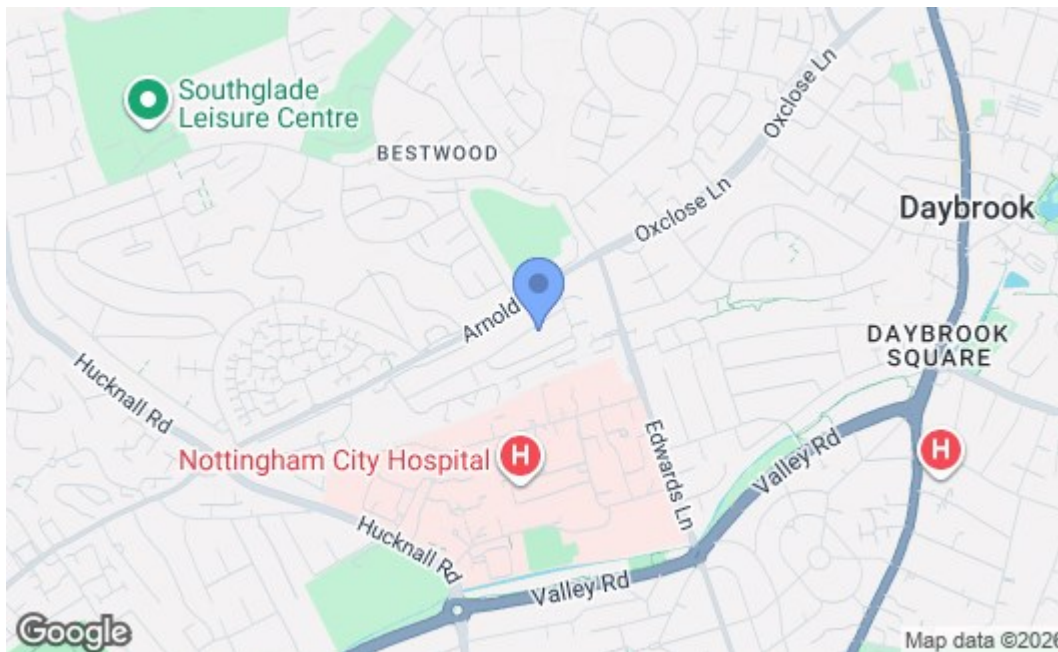 Southglade
Leisure Centre
BESTWOOD
Oxclose Ln
Oxclose Ln
Daybrook
Arnold
DAYBROOK
SQUARE
Hucknall Rd
Nottingham City Hospital
H
H
Edwards Ln
Valley Rd
Hucknall Rd
Valley Rd
Google
Map data ©2026